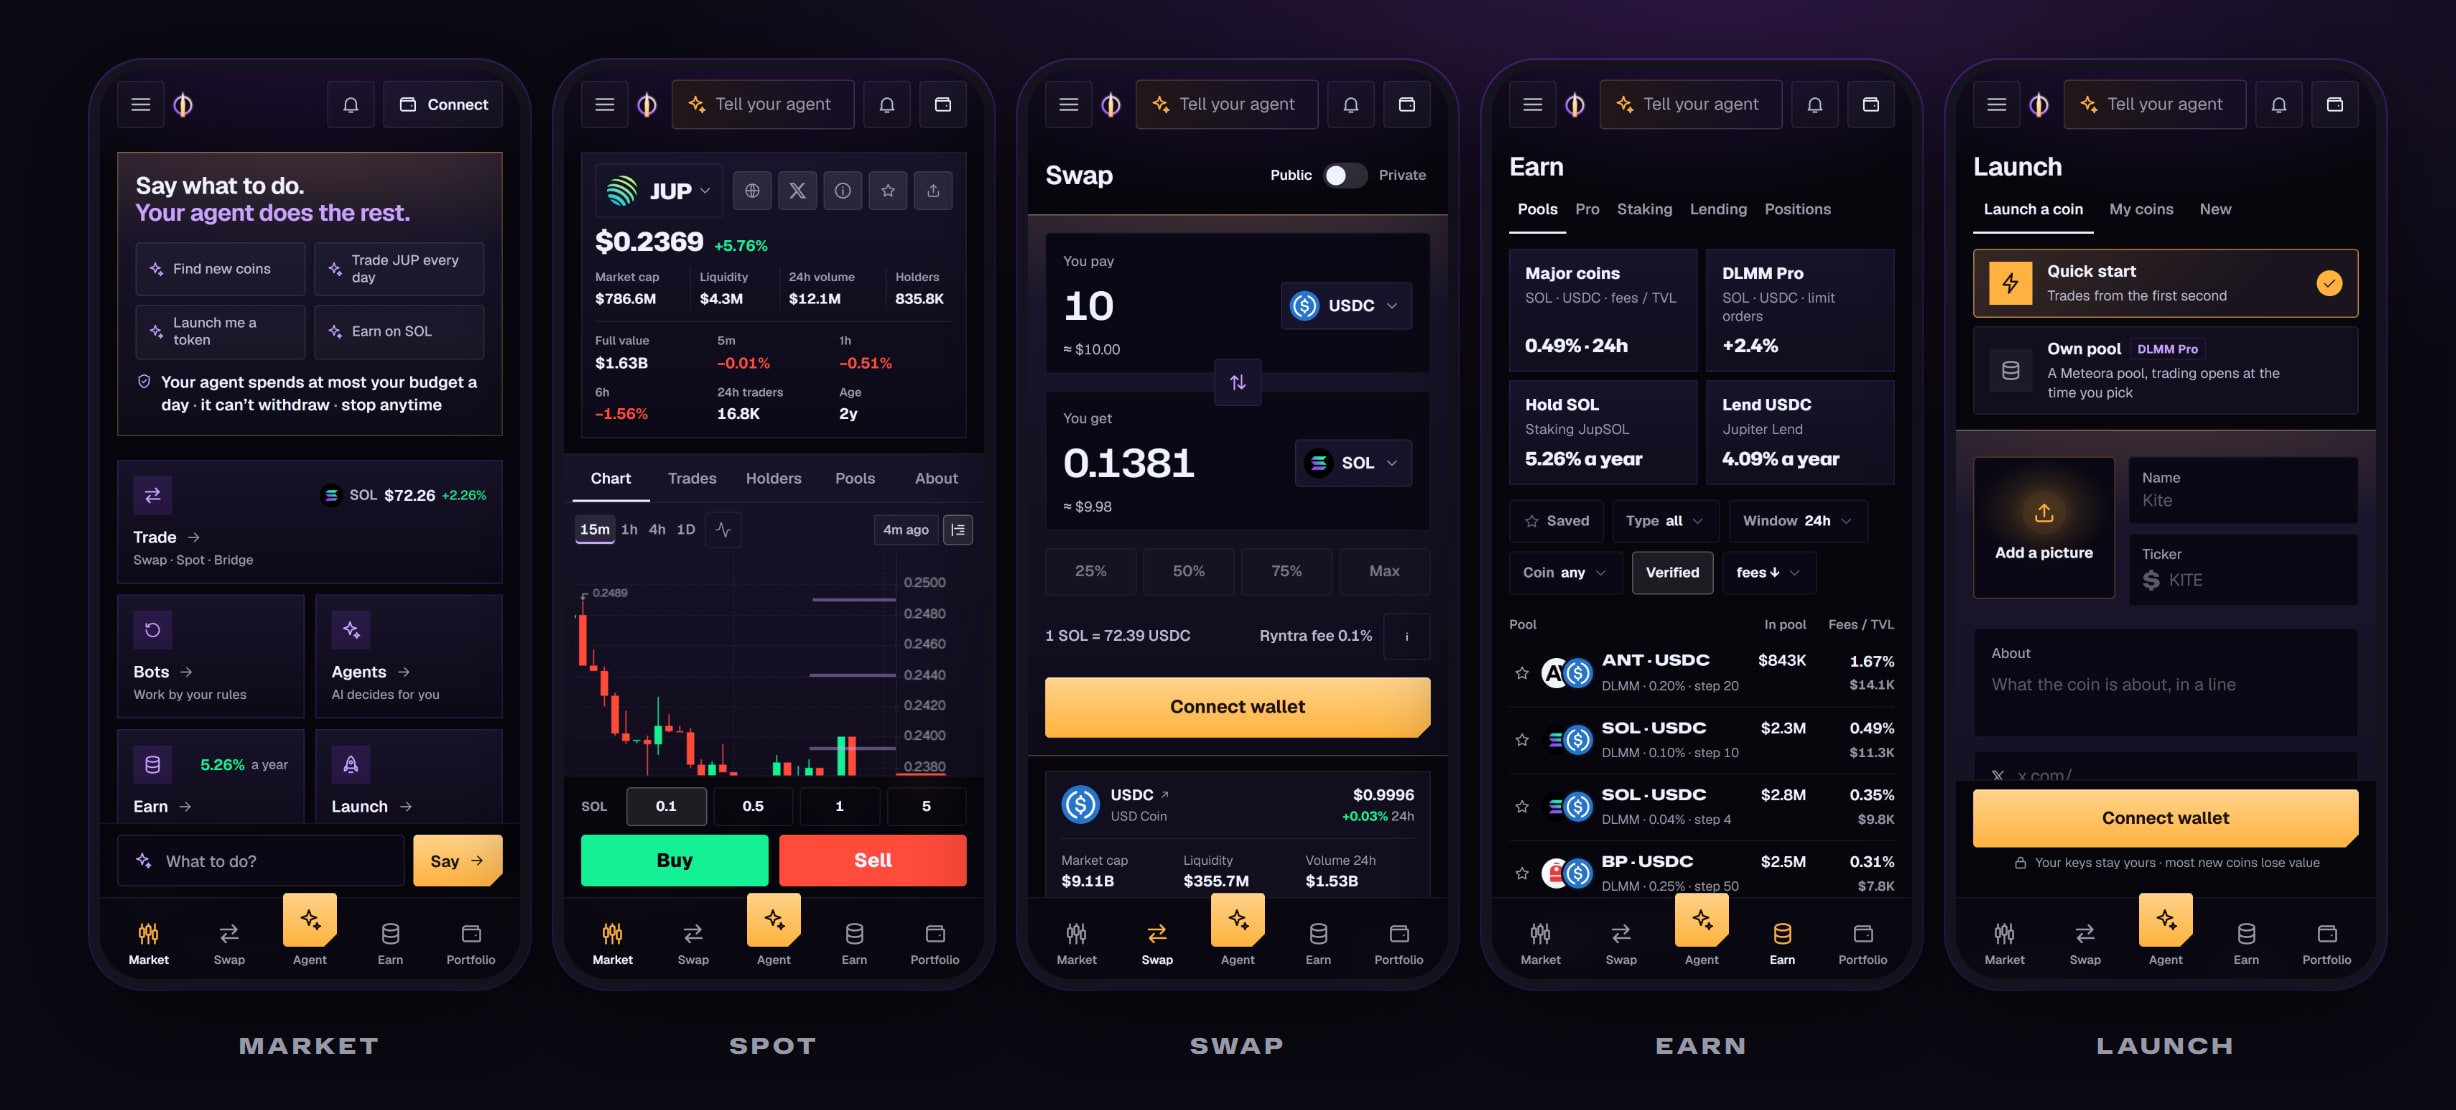 Connect
Say what to do.
Your agent does the rest.
Find new coins
Trade JUP every
day
Launch me a
token
Earn on SOL
Your agent spends at most your budget a
day · it can't withdraw · stop anytime
SOL $72.26 +2.26%
Trade →
Swap · Spot · Bridge
Bots →
Work by your rules
Agents →
AI decides for you
5.26% a year
Earn →
Launch →
What to do?
Say →
Market
Swap
Agent
Earn
Portfolio
MARKET
Tell your agent
JUP
$0.2369 +5.76%
Market cap
Liquidity
24h volume
Holders
$786.6M
$4.3M
$12.1M
835.8K
Full value
5m
1h
$1.63B
−0.01%
−0.51%
6h
24h traders
Age
−1.56%
16.8K
2y
Chart
Trades
Holders
Pools
About
15m 1h 4h 1D
4m ago
0.2489
0.2500
0.2480
0.2460
0.2440
0.2420
0.2400
0.2380
SOL
0.1
0.5
1
5
Buy
Sell
Market
Swap
Agent
Earn
Portfolio
SPOT
Tell your agent
Swap
Public
Private
You pay
10
USDC
≈ $10.00
You get
0.1381
SOL
≈ $9.98
25%
50%
75%
Max
1 SOL = 72.39 USDC
Ryntra fee 0.1%
i
Connect wallet
USDC ↗
USD Coin
$0.9996
+0.03% 24h
Market cap
Liquidity
Volume 24h
$9.11B
$355.7M
$1.53B
Market
Swap
Agent
Earn
Portfolio
SWAP
Tell your agent
Earn
Pools
Pro
Staking
Lending
Positions
Major coins
SOL · USDC · fees / TVL
0.49% · 24h
DLMM Pro
SOL · USDC · limit
orders
+2.4%
Hold SOL
Staking JupSOL
5.26% a year
Lend USDC
Jupiter Lend
4.09% a year
Saved
Type all
Window 24h
Coin any
Verified
fees ↓
Pool
In pool
Fees / TVL
ANT · USDC
$843K
1.67%
DLMM · 0.20% · step 20
$14.1K
SOL · USDC
$2.3M
0.49%
DLMM · 0.10% · step 10
$11.3K
SOL · USDC
$2.8M
0.35%
DLMM · 0.04% · step 4
$9.8K
BP · USDC
$2.5M
0.31%
DLMM · 0.25% · step 50
$7.8K
Market
Swap
Agent
Earn
Portfolio
EARN
Tell your agent
Launch
Launch a coin
My coins
New
Quick start
Trades from the first second
Own pool
DLMM Pro
A Meteora pool, trading opens at the
time you pick
Add a picture
Name
Kite
Ticker
$ KITE
About
What the coin is about, in a line
x.com/
Connect wallet
Your keys stay yours · most new coins lose value
Market
Swap
Agent
Earn
Portfolio
LAUNCH